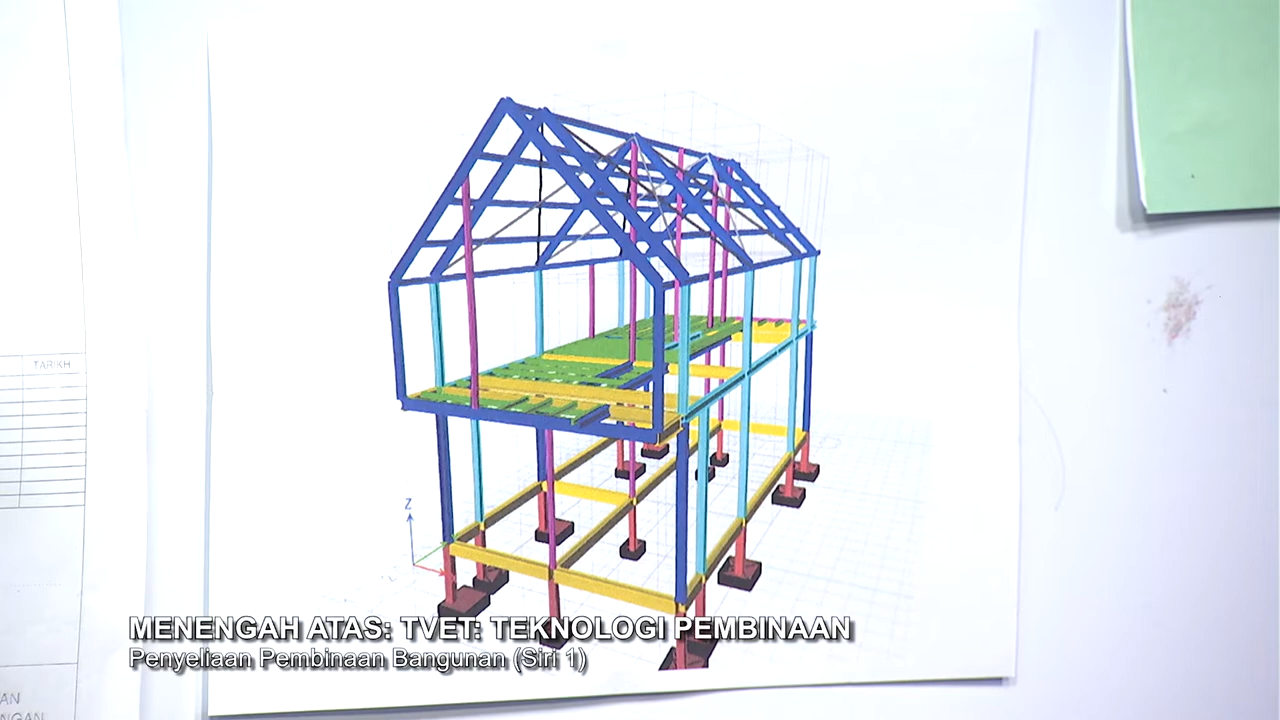 TARIKH
Z
AN
NGAN
MENENGAH ATAS: TVET: TEKNOLOGI PEMBINAAN
Penyeliaan Pembinaan Bangunan (Siri 1)